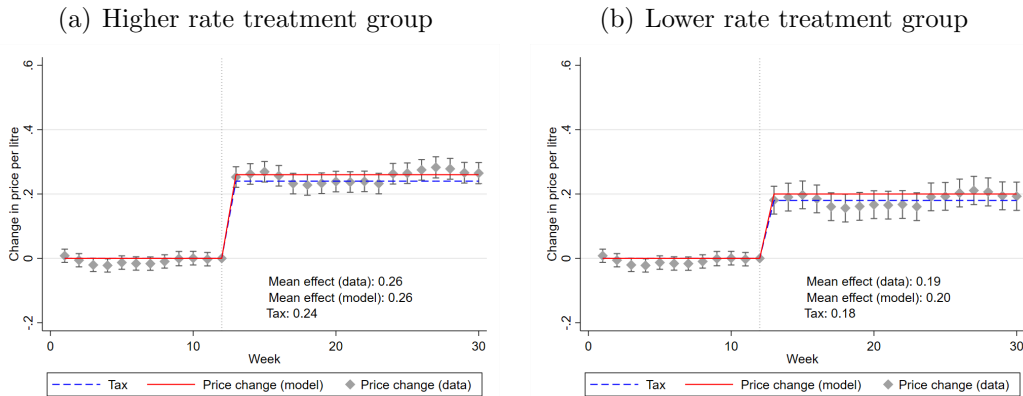 (a) Higher rate treatment group
Change in price per litre
.6
.4
.2
0
-.2
Mean effect (data): 0.26
Mean effect (model): 0.26
Tax: 0.24
0 10 20 30
Week
Tax Price change (model) Price change (data)
(b) Lower rate treatment group
Change in price per litre
.6
.4
.2
0
-.2
Mean effect (data): 0.19
Mean effect (model): 0.20
Tax: 0.18
0 10 20 30
Week
Tax Price change (model) Price change (data)